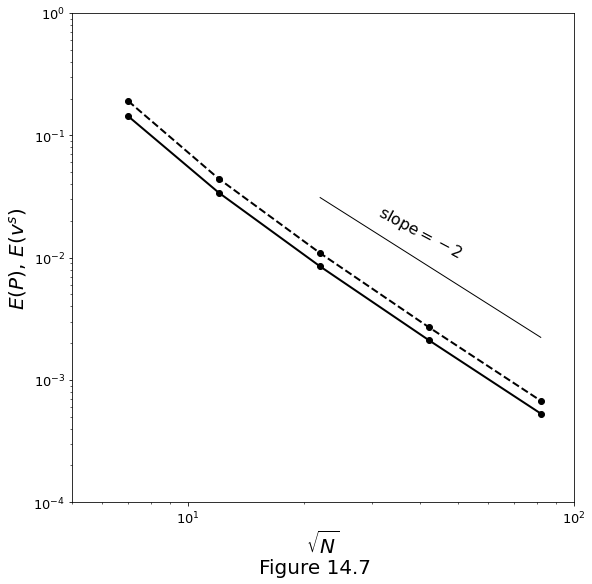 10⁰
10⁻¹
10⁻²
10⁻³
10⁻⁴
E(P), E(vˢ)
slope = −2
10¹
10²
√N
Figure 14.7